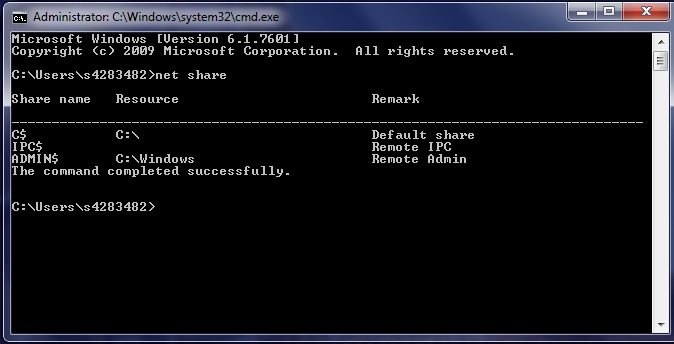 Administrator: C:\Windows\system32\cmd.exe
Microsoft Windows [Version 6.1.7601]
Copyright (c) 2009 Microsoft Corporation.  All rights reserved.
C:\Users\s4283482>net share
Share name   Resource                        Remark
-------------------------------------------------------------------------------
C$           C:\                             Default share
IPC$                                         Remote IPC
ADMIN$       C:\Windows                      Remote Admin
The command completed successfully.
C:\Users\s4283482>